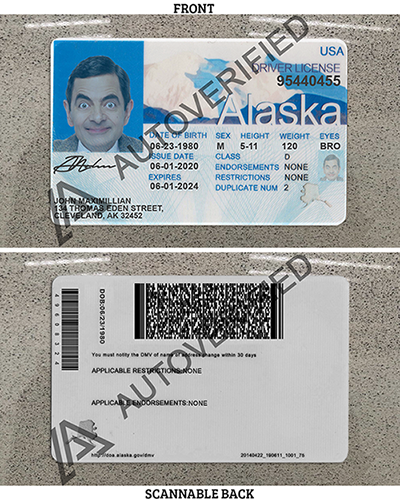 FRONT
USA
DRIVER LICENSE
95440455
Alaska
DATE OF BIRTH SEX HEIGHT WEIGHT EYES
06-23-1980 M 5-11 120 BRO
ISSUE DATE CLASS D
06-01-2020 ENDORSEMENTS NONE
EXPIRES RESTRICTIONS NONE
06-01-2024 DUPLICATE NUM 2
JOHN MAXIMILLIAN
134 THOMAS EDEN STREET,
CLEVELAND, AK 32452
AUTOVERIFIED
49688324
DOB:06/23/1980
You must notify the DMV of name or address change within 30 days
APPLICABLE RESTRICTIONS:NONE
APPLICABLE ENDORSEMENTS:NONE
http://doa.alaska.gov/dmv 20140422_190611_1001_78
AUTOVERIFIED
SCANNABLE BACK